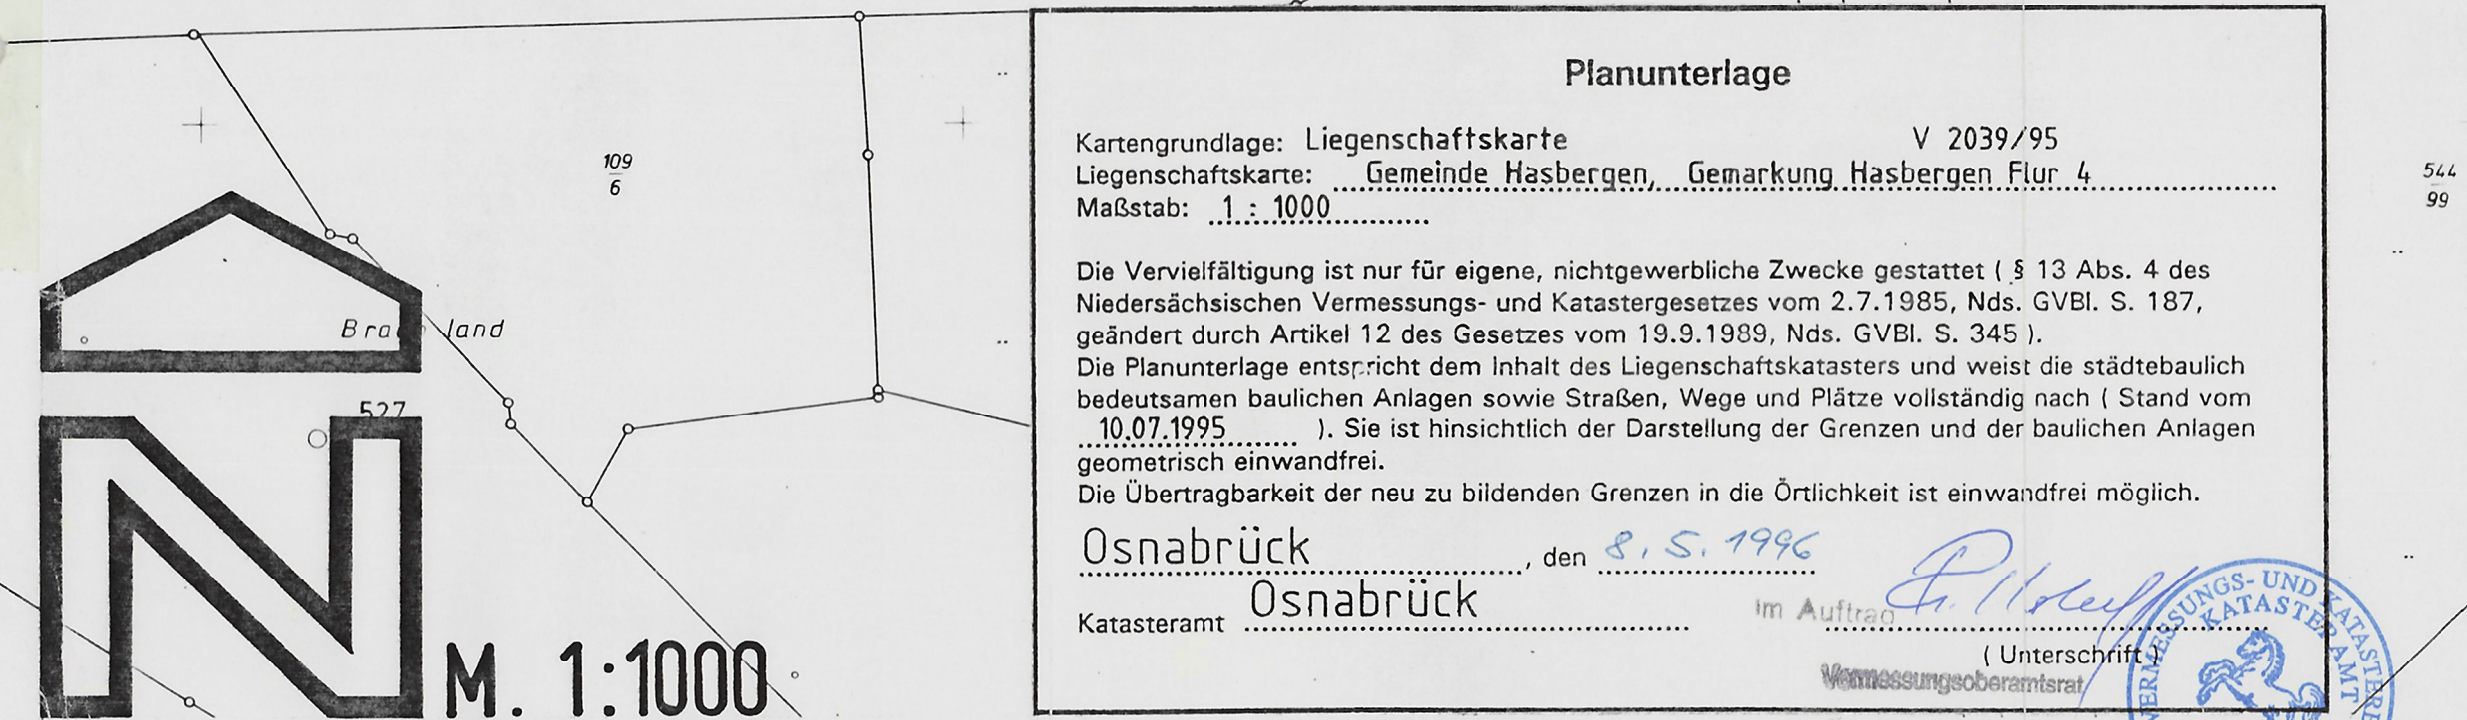 Planunterlage
Kartengrundlage: Liegenschaftskarte V 2039/95
Liegenschaftskarte: Gemeinde Hasbergen, Gemarkung Hasbergen Flur 4
Maßstab: 1 : 1000
Die Vervielfältigung ist nur für eigene, nichtgewerbliche Zwecke gestattet ( § 13 Abs. 4 des
Niedersächsischen Vermessungs- und Katastergesetzes vom 2.7.1985, Nds. GVBl. S. 187,
geändert durch Artikel 12 des Gesetzes vom 19.9.1989, Nds. GVBl. S. 345 ).
Die Planunterlage entspricht dem Inhalt des Liegenschaftskatasters und weist die städtebaulich
bedeutsamen baulichen Anlagen sowie Straßen, Wege und Plätze vollständig nach ( Stand vom
10.07.1995 ). Sie ist hinsichtlich der Darstellung der Grenzen und der baulichen Anlagen
geometrisch einwandfrei.
Die Übertragbarkeit der neu zu bildenden Grenzen in die Örtlichkeit ist einwandfrei möglich.
Osnabrück, den 8.5.1996
Katasteramt Osnabrück Im Auftrag
( Unterschrift )
Vermessungsoberamtsrat
VERMESSUNGS- UND KATASTER
KATASTERAMT
109
6
544
99
land
527
N
M. 1:1000